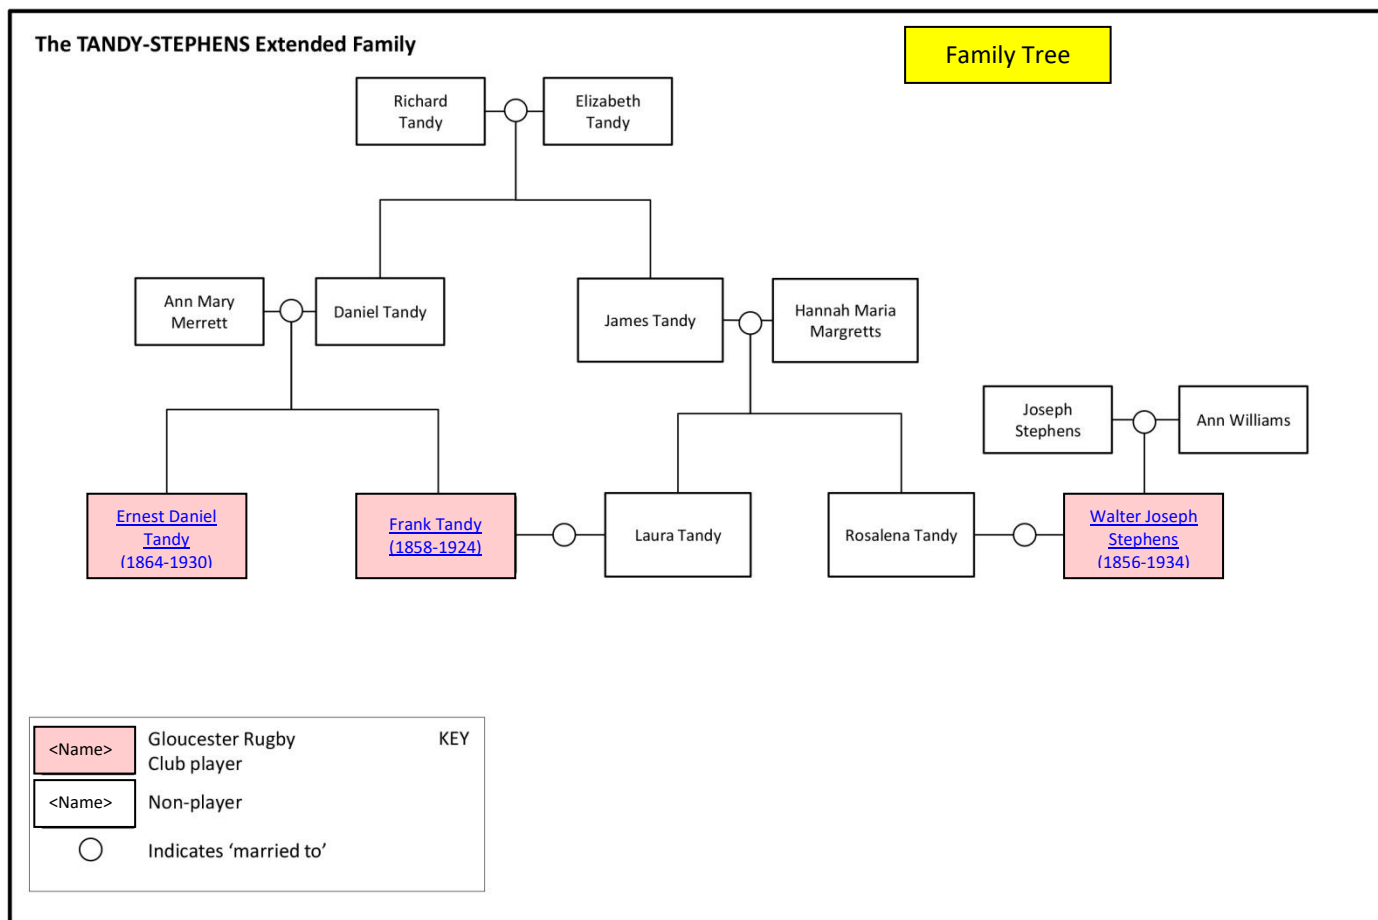 The TANDY-STEPHENS Extended Family
Family Tree
Richard
Tandy
Elizabeth
Tandy
Ann Mary
Merrett
Daniel Tandy
James Tandy
Hannah Maria
Margretts
Joseph
Stephens
Ann Williams
Ernest Daniel
Tandy
(1864-1930)
Frank Tandy
(1858-1924)
Laura Tandy
Rosalena Tandy
Walter Joseph
Stephens
(1856-1934)
<Name>
Gloucester Rugby
Club player
KEY
<Name>
Non-player
Indicates ‘married to’